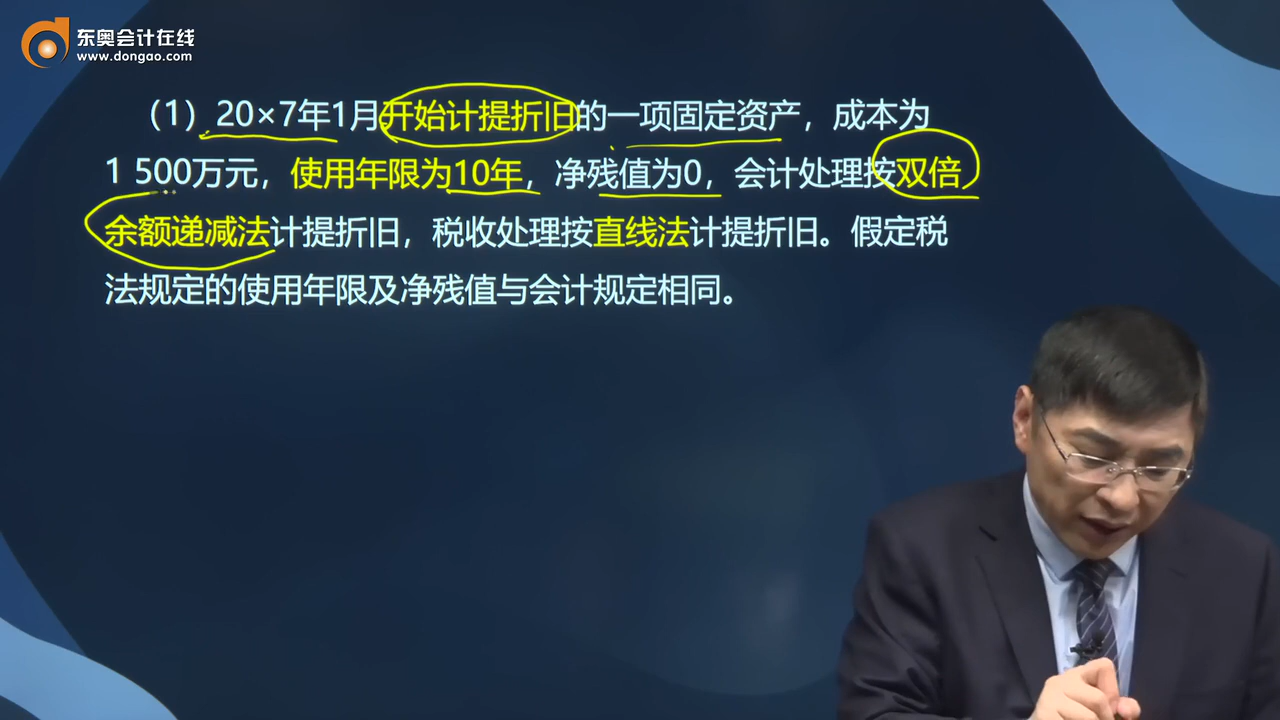 东奥会计在线
www.dongao.com
（1）20×7年1月开始计提折旧的一项固定资产，成本为
1 500万元，使用年限为10年，净残值为0，会计处理按双倍
余额递减法计提折旧，税收处理按直线法计提折旧。假定税
法规定的使用年限及净残值与会计规定相同。